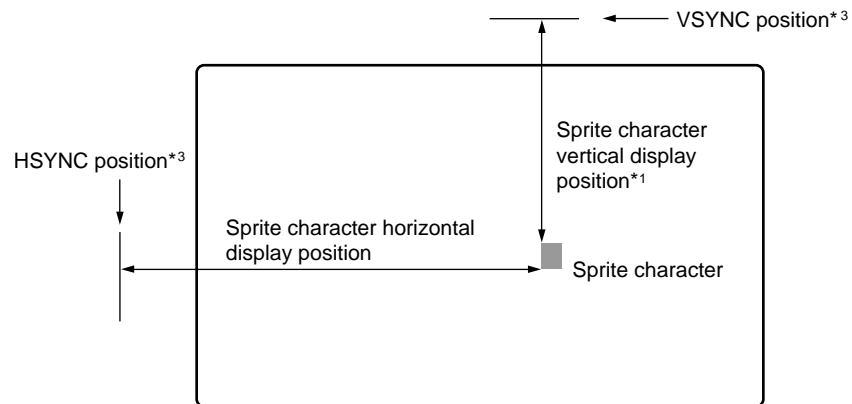 VSYNC position*3
Sprite character
vertical display
position*1
HSYNC position*3
Sprite character horizontal
display position
Sprite character